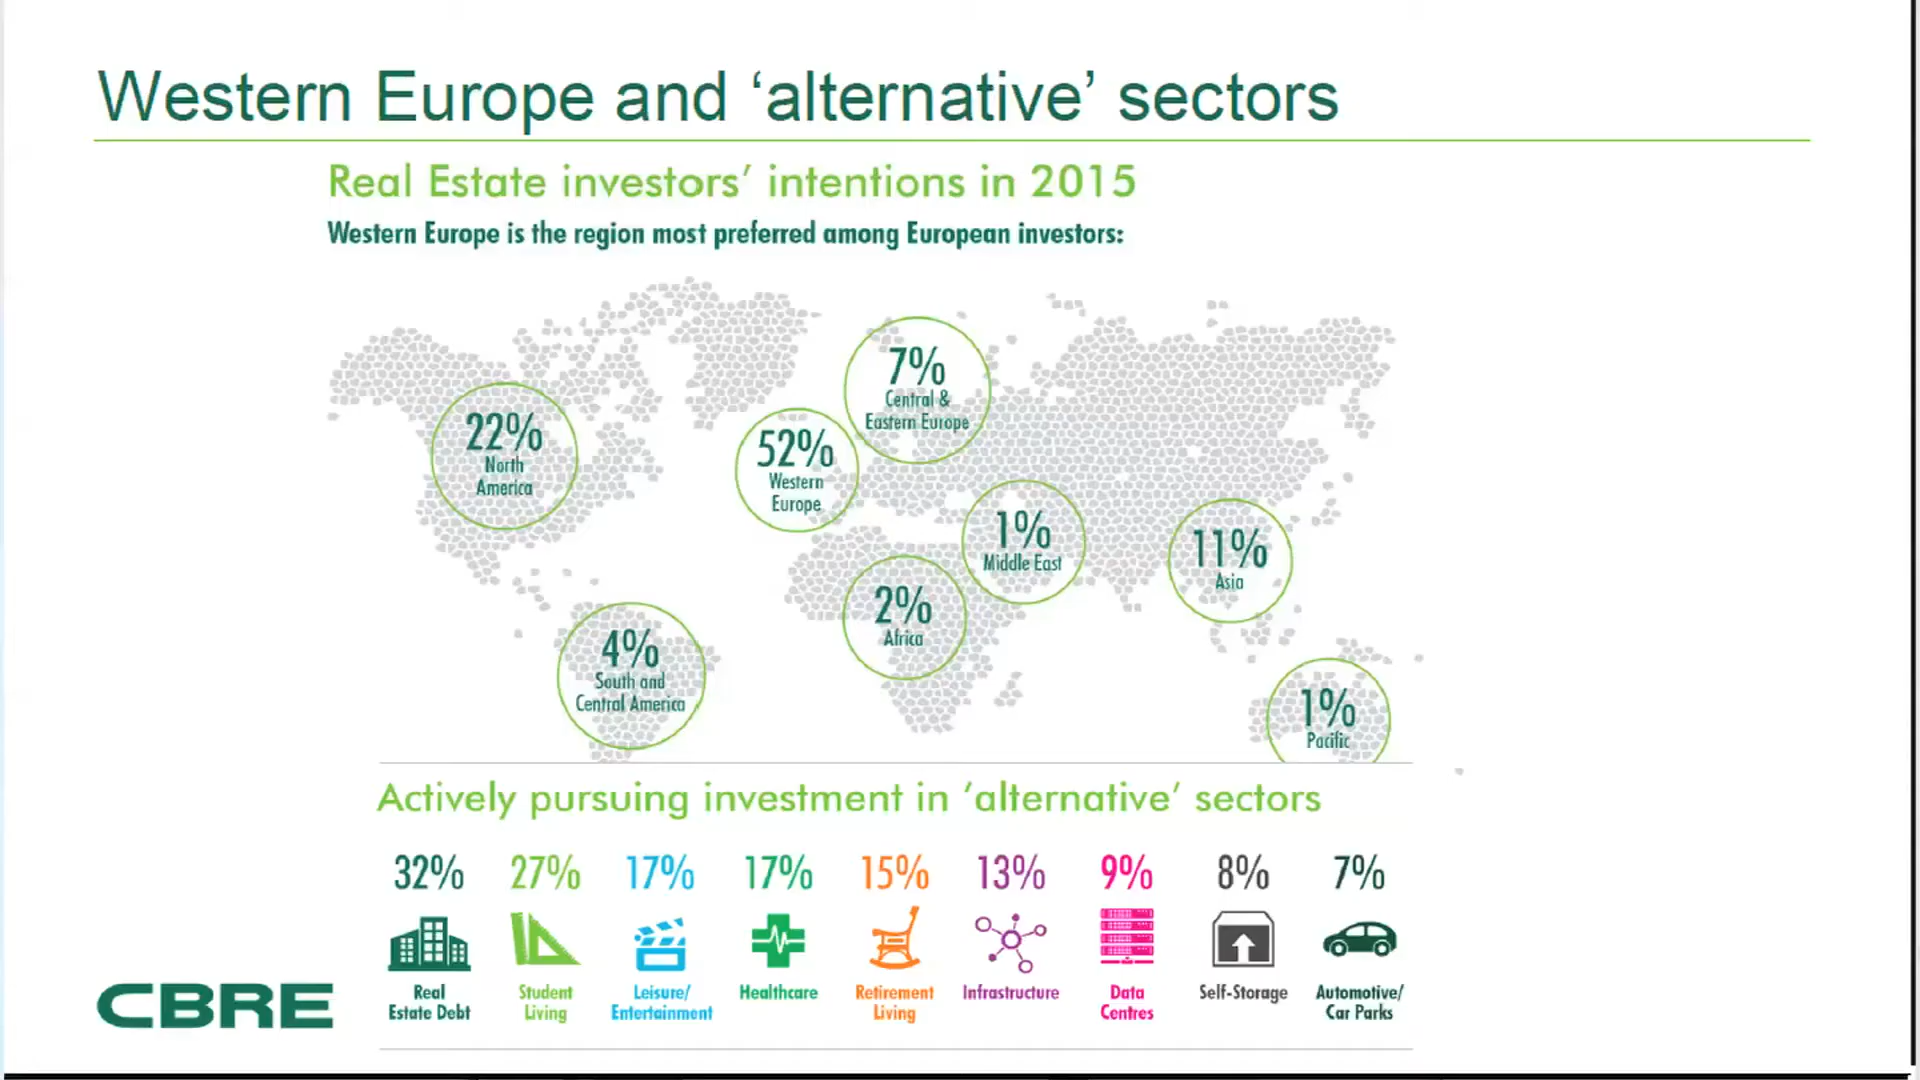 Western Europe and ‘alternative’ sectors
Real Estate investors’ intentions in 2015
Western Europe is the region most preferred among European investors:
7%
Central &
Eastern Europe
22%
North
America
52%
Western
Europe
1%
Middle East
11%
Asia
2%
Africa
4%
South and
Central America
1%
Pacific
Actively pursuing investment in ’alternative’ sectors
32% 27% 17% 17% 15% 13% 9% 8% 7%
Real
Estate Debt
Student
Living
Leisure/
Entertainment
Healthcare
Retirement
Living
Infrastructure
Data
Centres
Self-Storage
Automotive/
Car Parks
CBRE